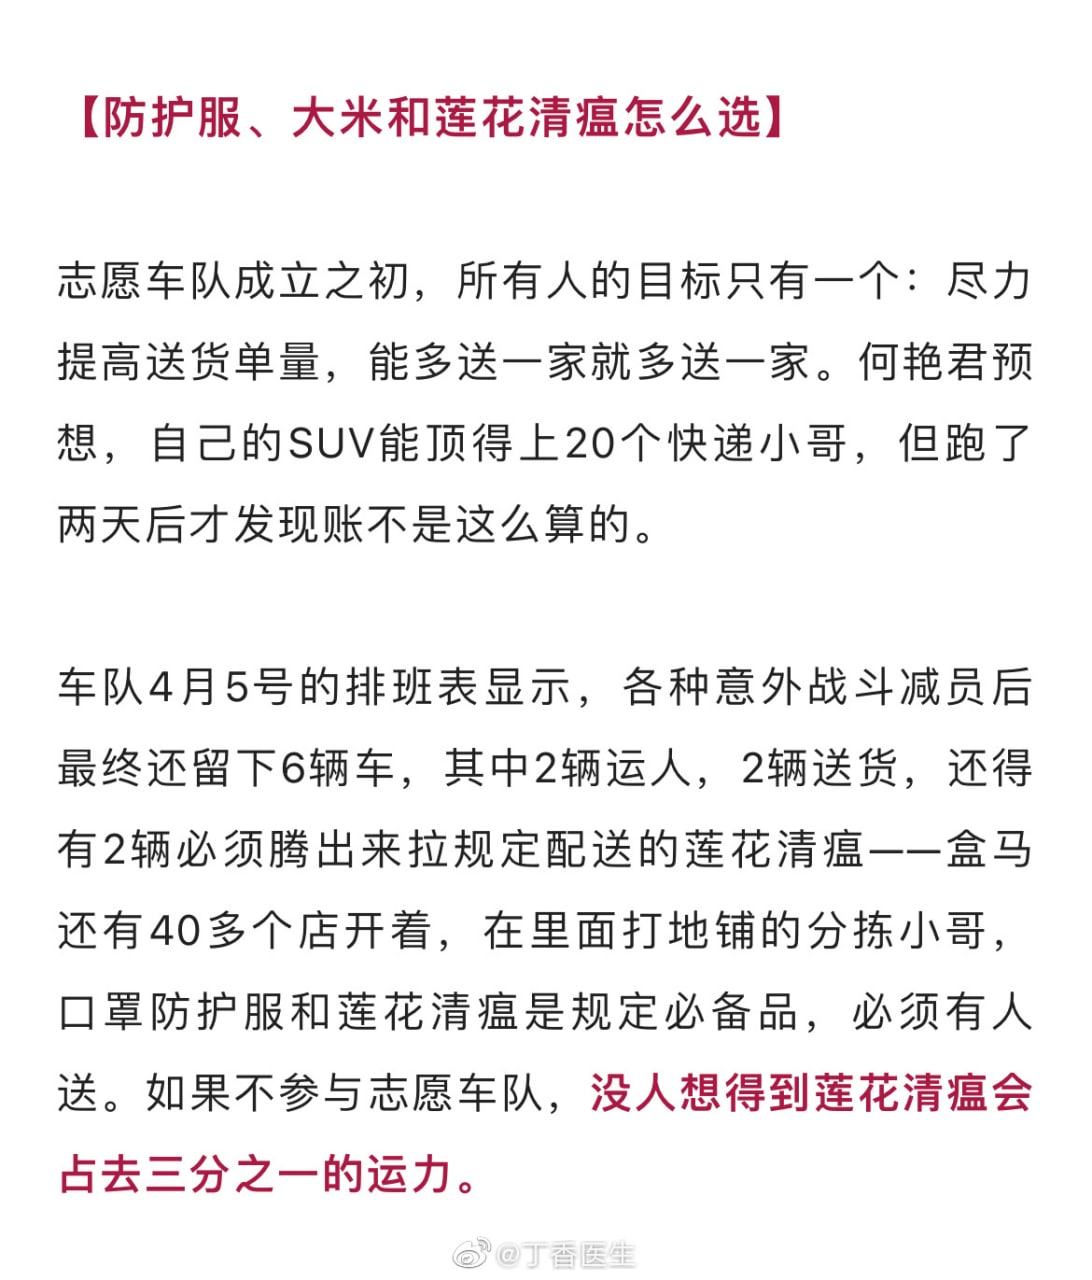 【防护服、大米和莲花清瘟怎么选】
志愿车队成立之初，所有人的目标只有一个：尽力
提高送货单量，能多送一家就多送一家。何艳君预
想，自己的SUV能顶得上20个快递小哥，但跑了
两天后才发现账不是这么算的。
车队4月5号的排班表显示，各种意外战斗减员后
最终还留下6辆车，其中2辆运人，2辆送货，还得
有2辆必须腾出来拉规定配送的莲花清瘟——盒马
还有40多个店开着，在里面打地铺的分拣小哥，
口罩防护服和莲花清瘟是规定必备品，必须有人
送。如果不参与志愿车队，没人想得到莲花清瘟会
占去三分之一的运力。
@丁香医生